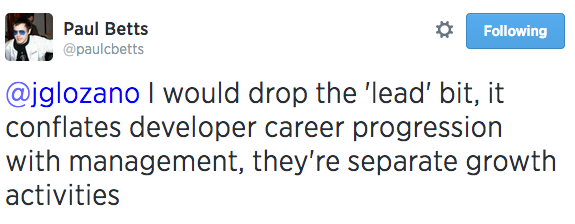 Paul Betts
@paulcbetts
Following
@jglozano I would drop the 'lead' bit, it
conflates developer career progression
with management, they're separate growth
activities